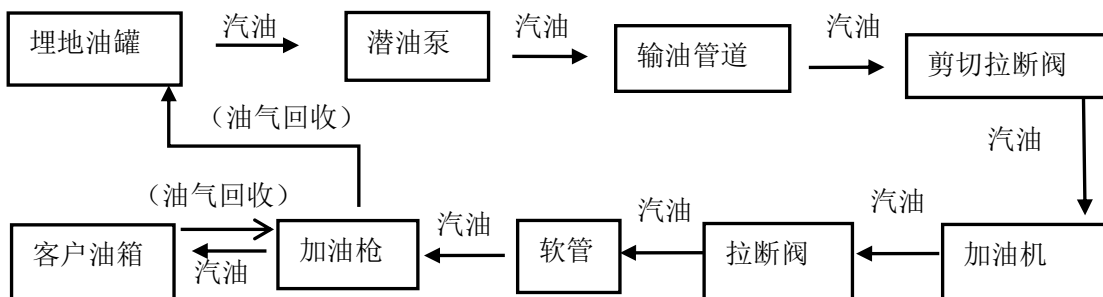 汽油
汽油
汽油
埋地油罐
潜油泵
输油管道
剪切拉断阀
（油气回收）
汽油
（油气回收）
汽油
汽油
汽油
客户油箱
加油枪
软管
拉断阀
加油机
汽油